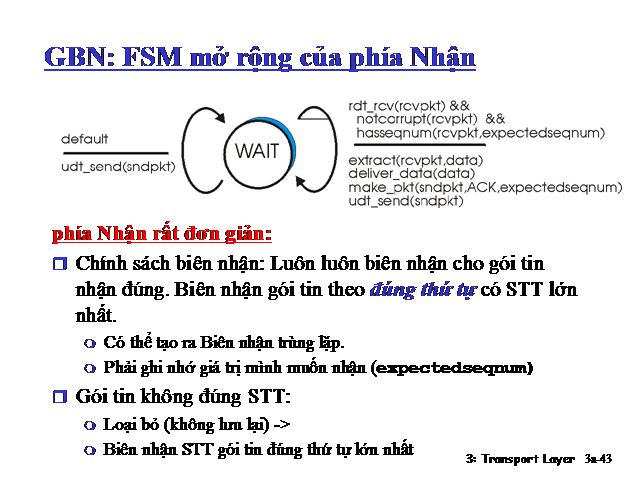 GBN: FSM mở rộng của phía Nhận
default
udt_send(sndpkt)
WAIT
rdt_rcv(rcvpkt) &&
notcorrupt(rcvpkt) &&
hasseqnum(rcvpkt,expectedseqnum)
extract(rcvpkt,data)
deliver_data(data)
make_pkt(sndpkt,ACK,expectedseqnum)
udt_send(sndpkt)
phía Nhận rất đơn giản:
Chính sách biên nhận: Luôn luôn biên nhận cho gói tin
nhận đúng. Biên nhận gói tin theo đúng thứ tự có STT lớn
nhất.
Có thể tạo ra Biên nhận trùng lặp.
Phải ghi nhớ giá trị mình muốn nhận (expectedseqnum)
Gói tin không đúng STT:
Loại bỏ (không lưu lại) ->
Biên nhận STT gói tin đúng thứ tự lớn nhất
3: Transport Layer 3a-43